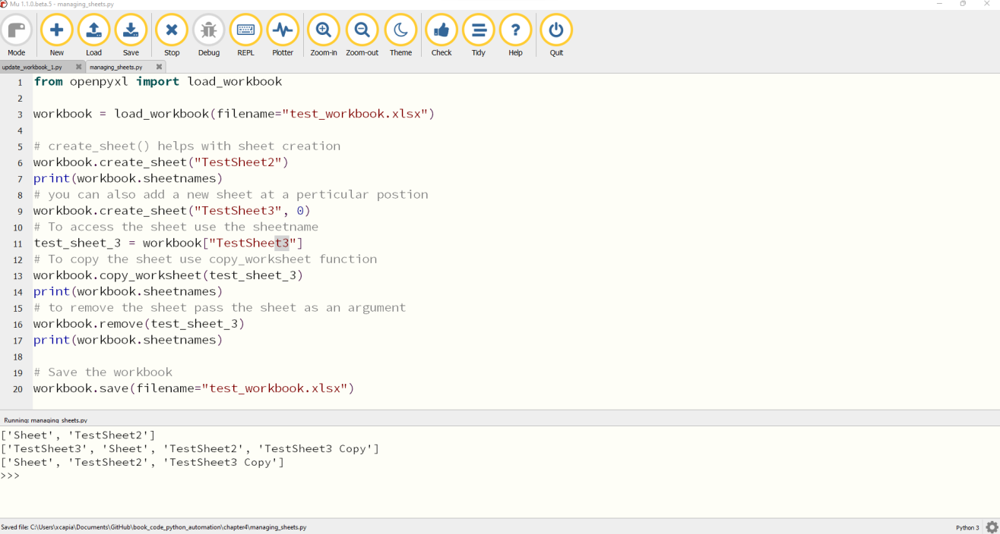 Mu 1.1.0.beta.5 - managing_sheets.py
Mode New Load Save Stop Debug REPL Plotter Zoom-in Zoom-out Theme Check Tidy Help Quit
update_workbook_1.py managing_sheets.py
1 from openpyxl import load_workbook
2
3 workbook = load_workbook(filename="test_workbook.xlsx")
4
5 # create_sheet() helps with sheet creation
6 workbook.create_sheet("TestSheet2")
7 print(workbook.sheetnames)
8 # you can also add a new sheet at a perticular postion
9 workbook.create_sheet("TestSheet3", 0)
10 # To access the sheet use the sheetname
11 test_sheet_3 = workbook["TestSheet3"]
12 # To copy the sheet use copy_worksheet function
13 workbook.copy_worksheet(test_sheet_3)
14 print(workbook.sheetnames)
15 # to remove the sheet pass the sheet as an argument
16 workbook.remove(test_sheet_3)
17 print(workbook.sheetnames)
18
19 # Save the workbook
20 workbook.save(filename="test_workbook.xlsx")
Running: managing_sheets.py
['Sheet', 'TestSheet2']
['TestSheet3', 'Sheet', 'TestSheet2', 'TestSheet3 Copy']
['Sheet', 'TestSheet2', 'TestSheet3 Copy']
>>>
Saved file: C:\Users\xcapia\Documents\GitHub\book_code_python_automation\chapter4\managing_sheets.py Python 3